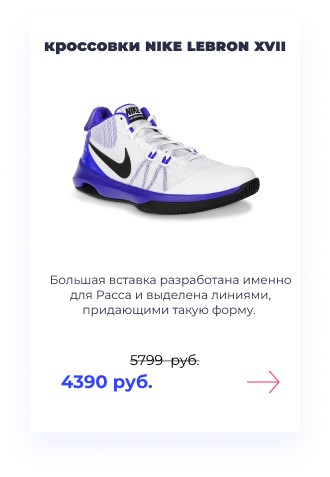 кроссовки NIKE LEBRON XVII
NIKE
Большая вставка разработана именно
для Расса и выделена линиями,
придающими такую форму.
5799 руб.
4390 руб.